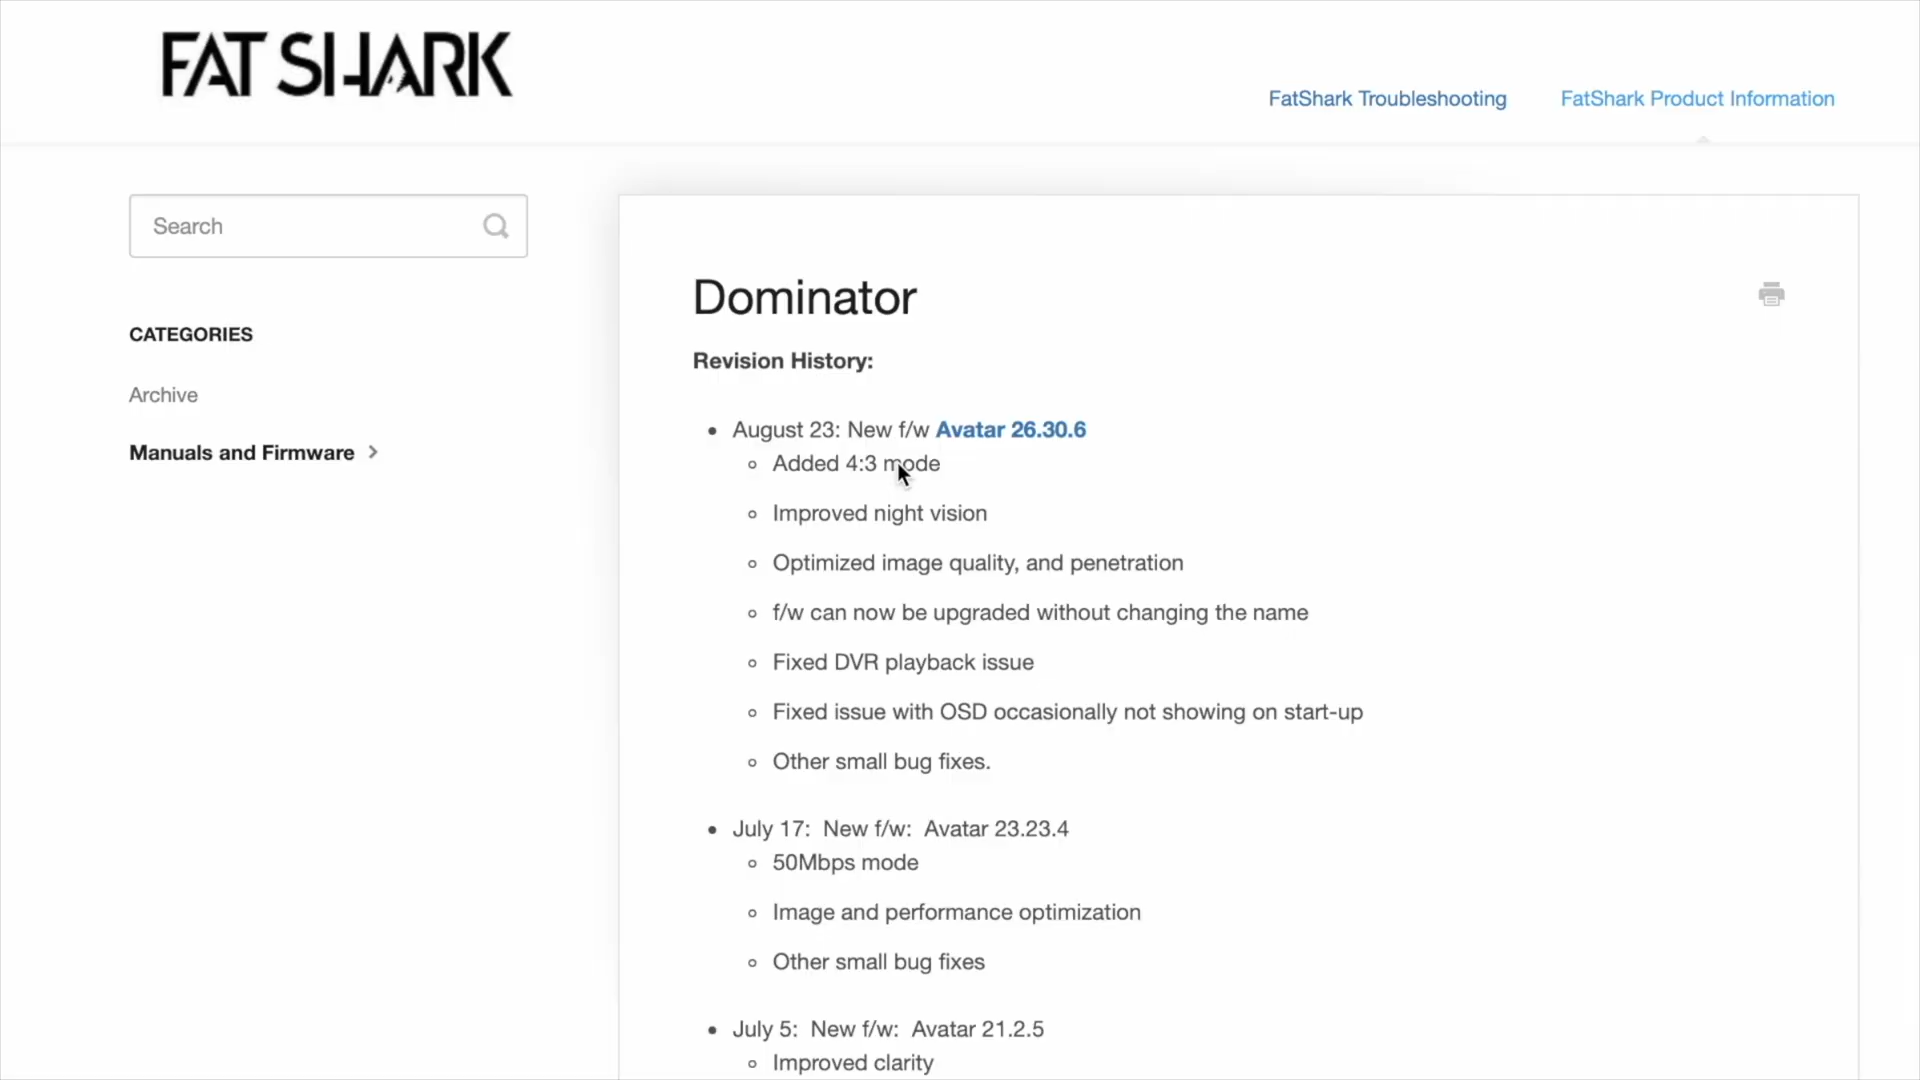 FAT SHARK
FatShark Troubleshooting
FatShark Product Information
Search
CATEGORIES
Archive
Manuals and Firmware
Dominator
Revision History:
August 23: New f/w Avatar 26.30.6
Added 4:3 mode
Improved night vision
Optimized image quality, and penetration
f/w can now be upgraded without changing the name
Fixed DVR playback issue
Fixed issue with OSD occasionally not showing on start-up
Other small bug fixes.
July 17: New f/w: Avatar 23.23.4
50Mbps mode
Image and performance optimization
Other small bug fixes
July 5: New f/w: Avatar 21.2.5
Improved clarity